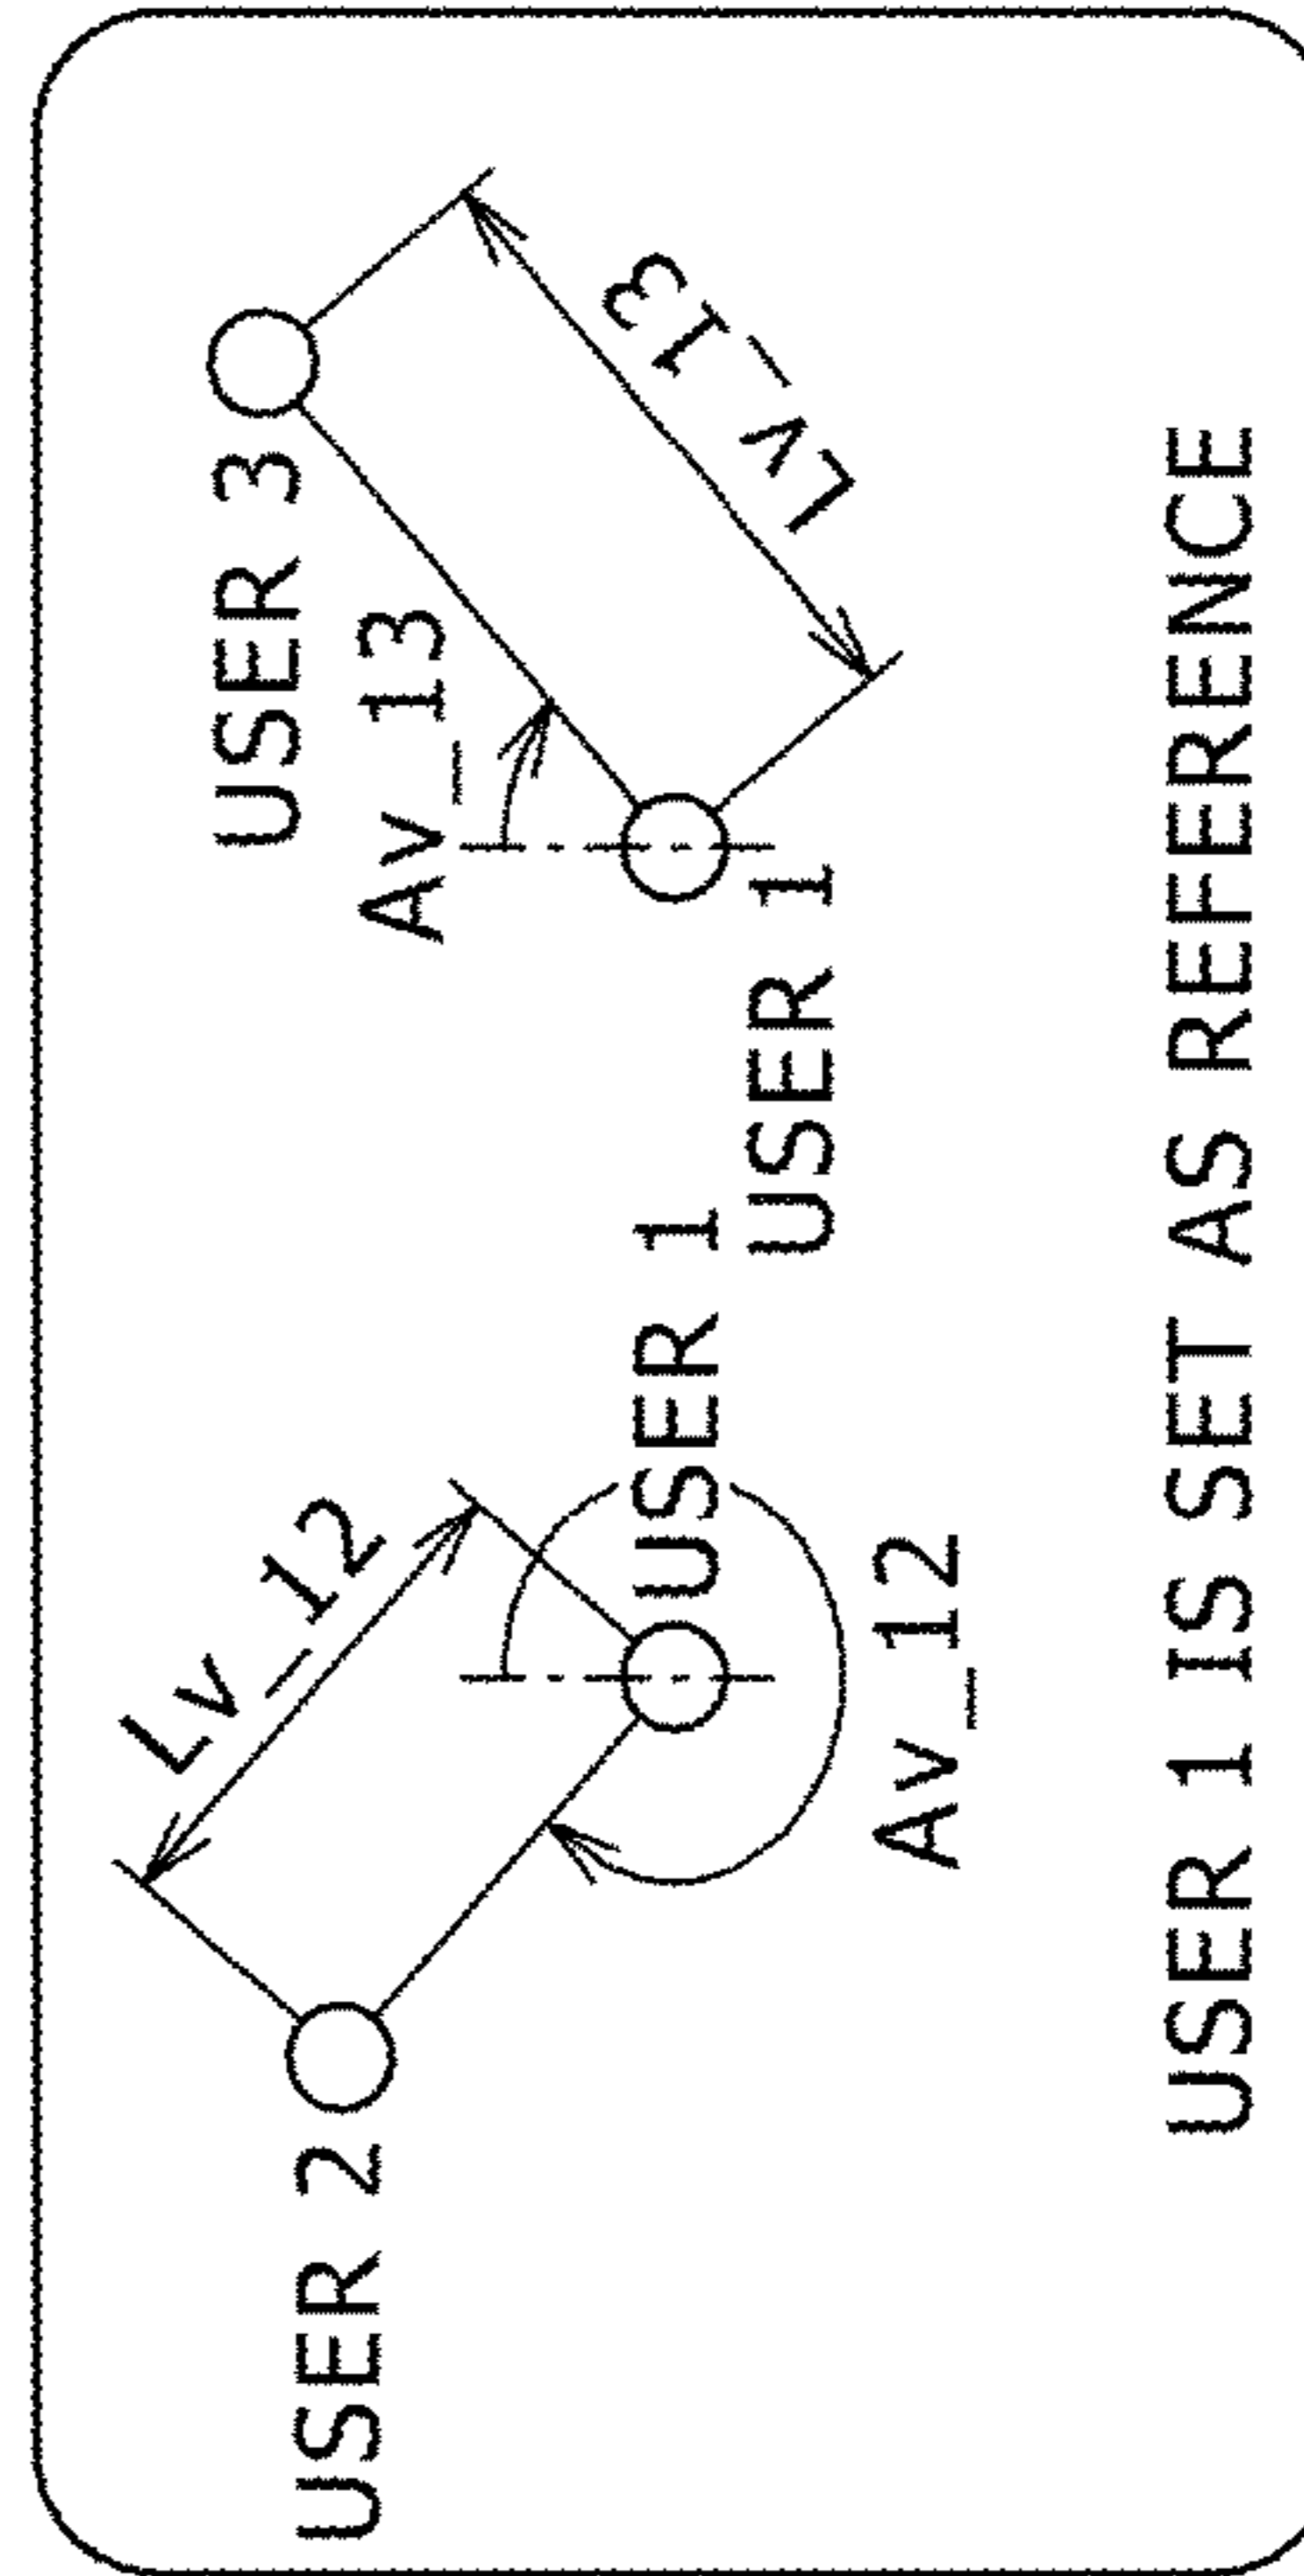 USER 2
Lv_12
USER 1
Av_12
USER 3
Av_13
Lv_13
USER 1
USER 1 IS SET AS REFERENCE